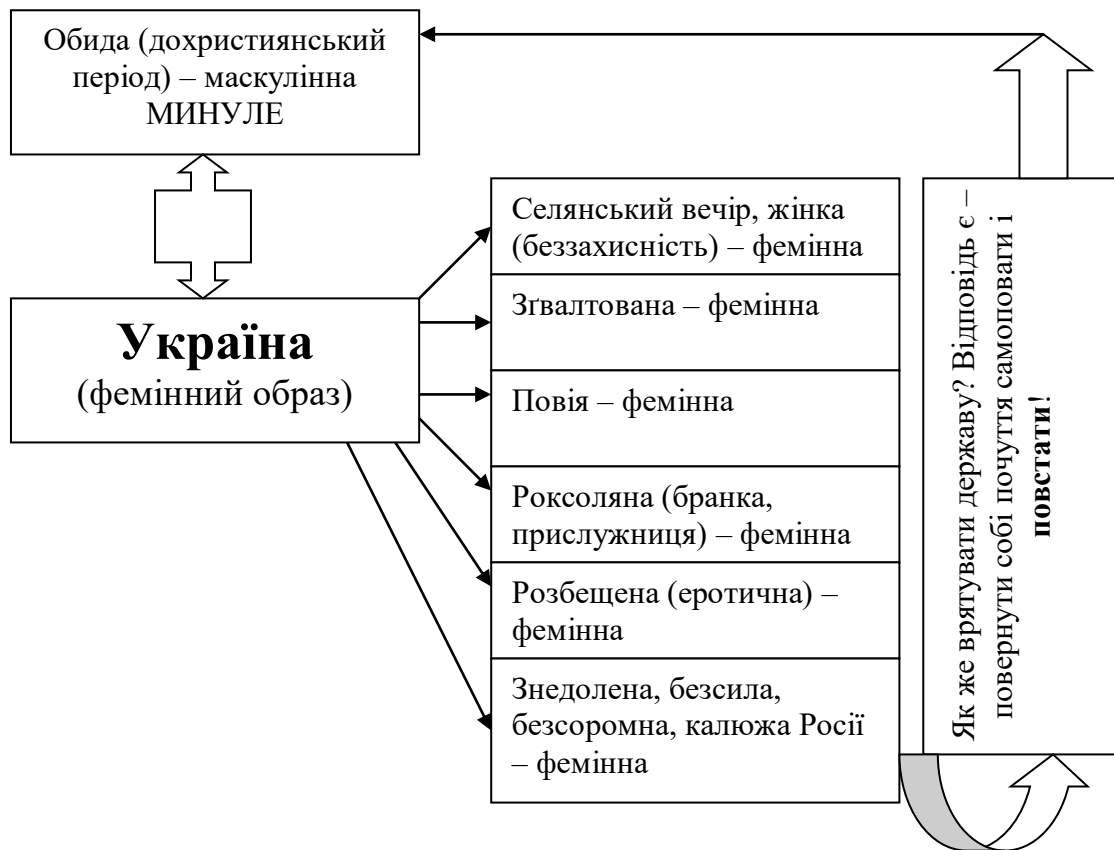 Обида (дохристиянський
період) – маскулінна
МИНУЛЕ
Україна
(фемінний образ)
Селянський вечір, жінка
(беззахисність) – фемінна
Зґвалтована – фемінна
Повія – фемінна
Роксоляна (бранка,
прислужниця) – фемінна
Розбещена (еротична) –
фемінна
Знедолена, безсила,
безсоромна, калюжа Росії
– фемінна
Як же врятувати державу? Відповідь є –
повернути собі почуття самоповаги і
повстати!